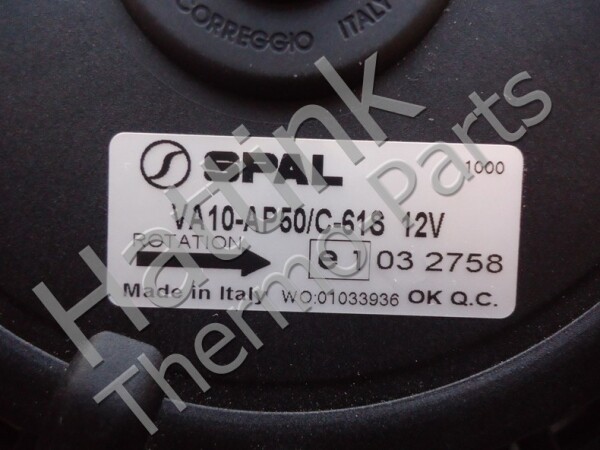 CORREGGIO ITALY
SPAL 1000
VA10-AP50/C-61S 12V
ROTATION
e 1 03 2758
Made in Italy WO:01033936 OK Q.C.
Hattink
Thermo Parts